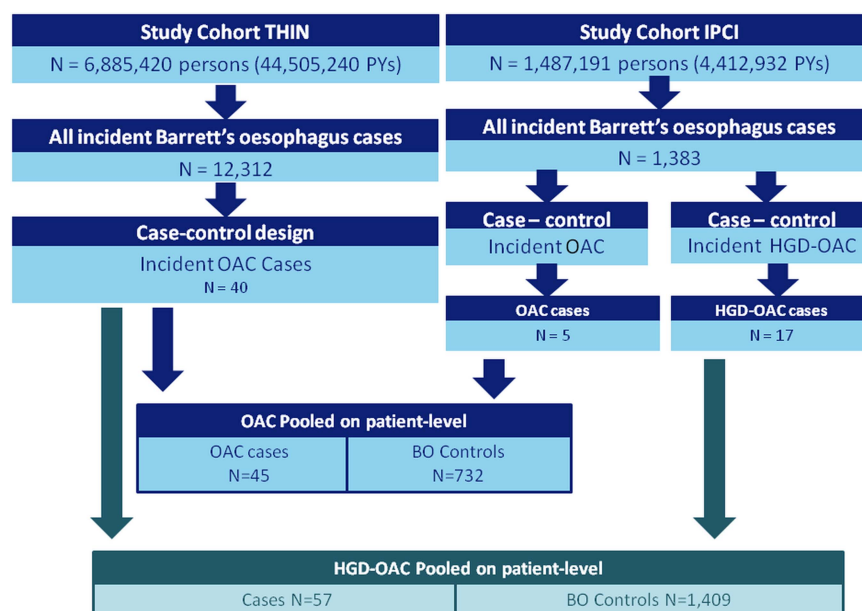 Study Cohort THIN
N = 6,885,420 persons (44,505,240 PYs)
All incident Barrett's oesophagus cases
N = 12,312
Case-control design
Incident OAC Cases
N = 40
Study Cohort IPCI
N = 1,487,191 persons (4,412,932 PYs)
All incident Barrett's oesophagus cases
N = 1,383
Case – control
Incident OAC
Case – control
Incident HGD-OAC
OAC cases
N = 5
HGD-OAC cases
N = 17
OAC Pooled on patient-level
OAC cases
N=45
BO Controls
N=732
HGD-OAC Pooled on patient-level
Cases N=57
BO Controls N=1,409